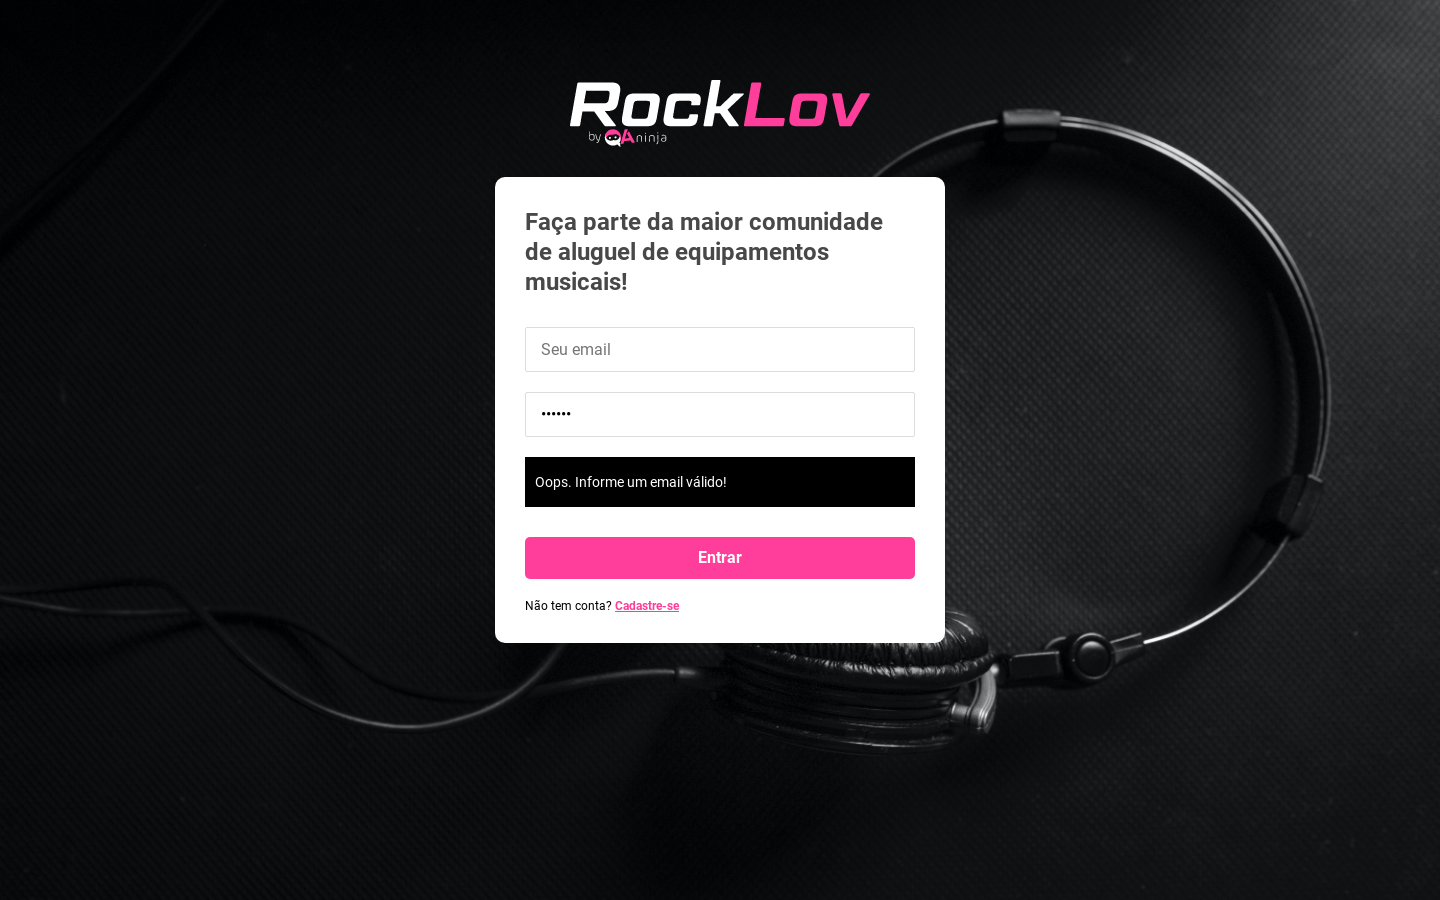 RockLov
by QAninja
Faça parte da maior comunidade
de aluguel de equipamentos
musicais!
Seu email
••••••
Oops. Informe um email válido!
Entrar
Não tem conta? Cadastre-se